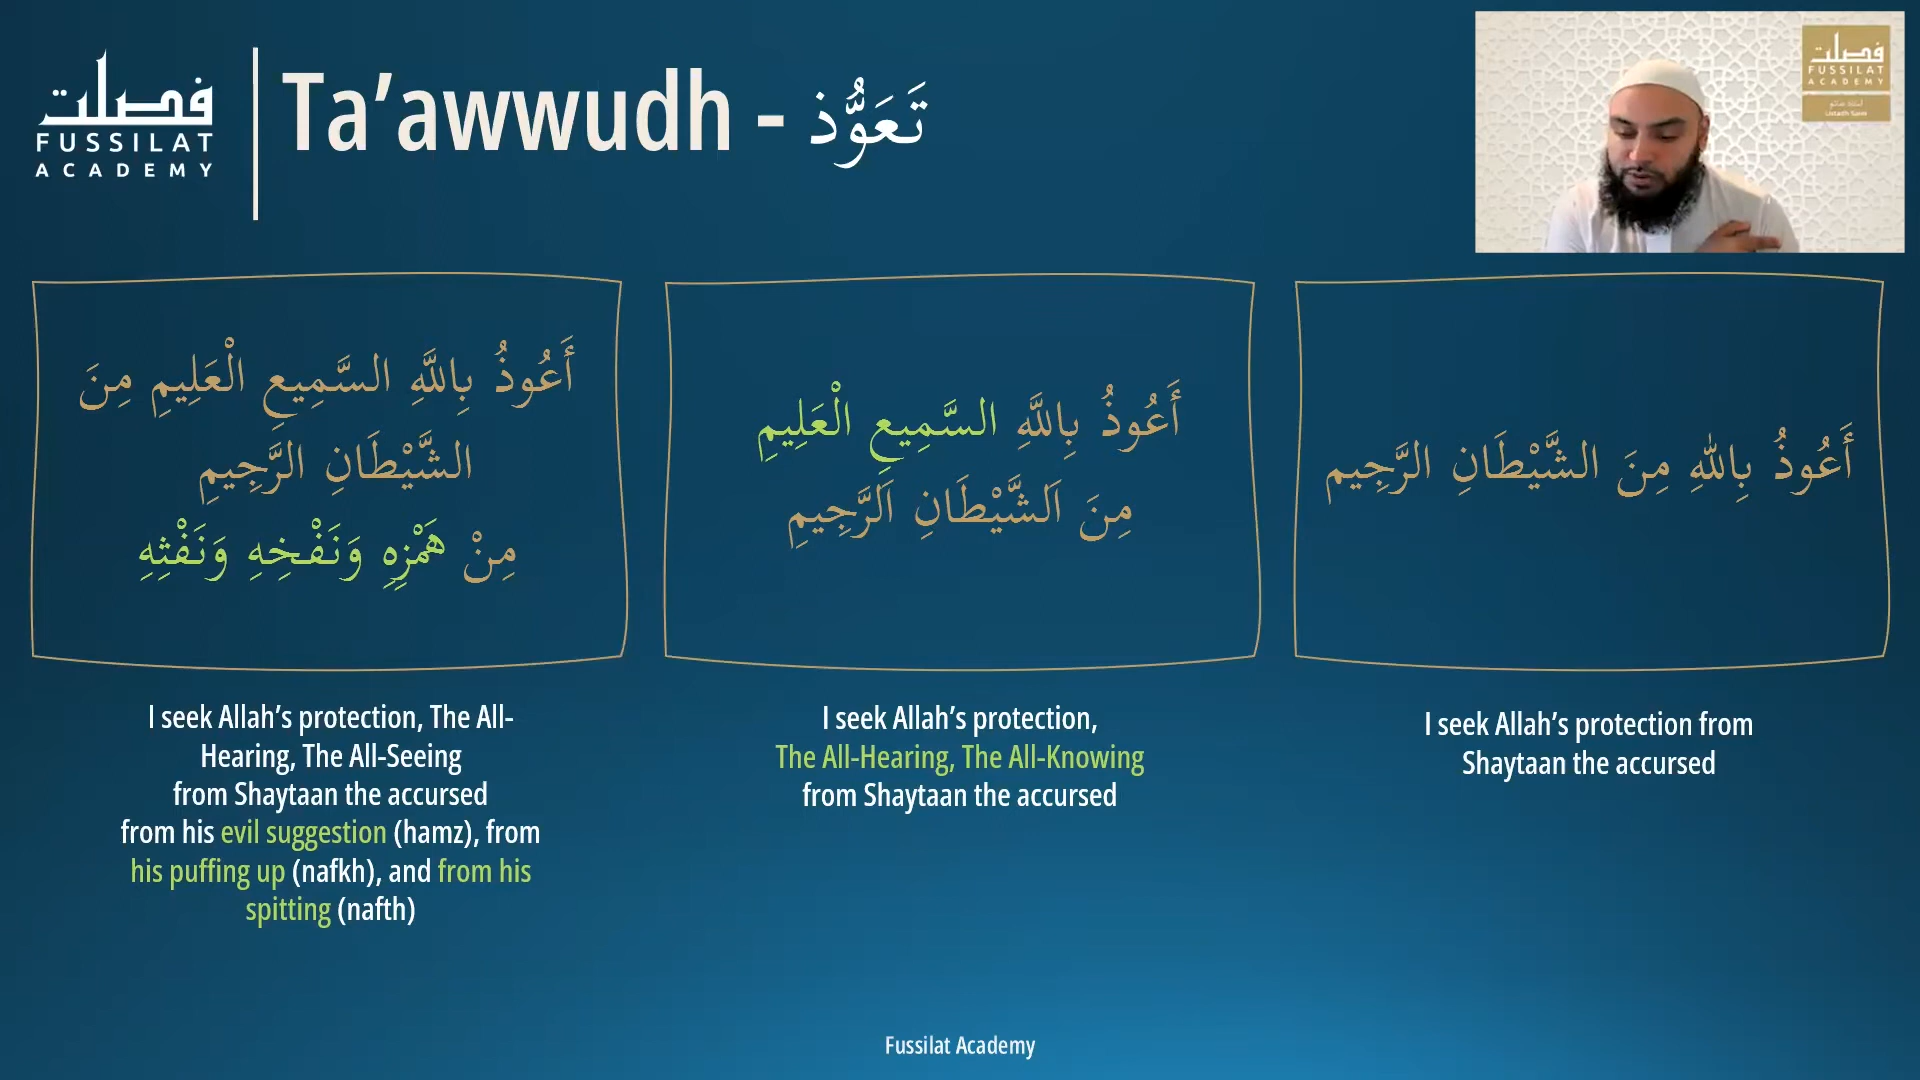 فصلت
FUSSILAT
ACADEMY
Ta’awwudh - تَعَوُّذ
فصلت
FUSSILAT
ACADEMY
Ustadh Sami
أَعُوذُ بِاللَّهِ السَّمِيعِ الْعَلِيمِ مِنَ
الشَّيْطَانِ الرَّجِيمِ
مِنْ هَمْزِهِ وَنَفْخِهِ وَنَفْثِهِ
I seek Allah’s protection, The All-
Hearing, The All-Seeing
from Shaytaan the accursed
from his evil suggestion (hamz), from
his puffing up (nafkh), and from his
spitting (nafth)
أَعُوذُ بِاللَّهِ السَّمِيعِ الْعَلِيمِ
مِنَ اَلشَّيْطَانِ اَلرَّجِيمِ
I seek Allah’s protection,
The All-Hearing, The All-Knowing
from Shaytaan the accursed
أَعُوذُ بِاللهِ مِنَ الشَّيْطَانِ الرَّجِيم
I seek Allah’s protection from
Shaytaan the accursed
Fussilat Academy